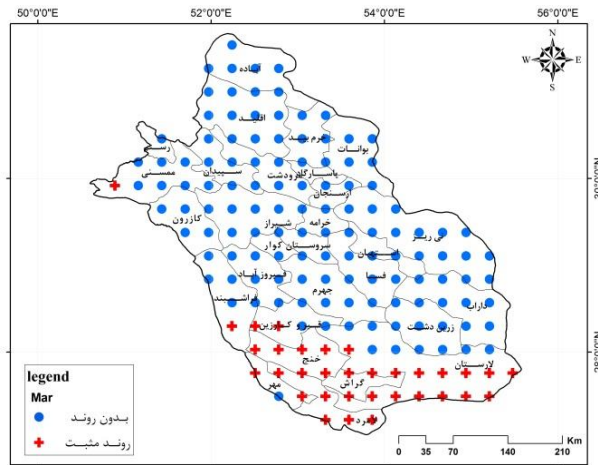 50°0'0"E 52°0'0"E 54°0'0"E 56°0'0"E
N
W E
S
آباده
اقلید
خرم بید
بوانات
رستم
ممسنی
سپیدان
مرودشت
پاسارگاد
ارسنجان
کازرون
شیراز
خرامه
نی ریز
سروستان کوار
استهبان
فیروز آباد
فسا
جهرم
فراشبند
داراب
قیر و کارزین
زرین دشت
خنج
لارستان
مهر
گراش
لامرد
legend
Mar
بدون روند
روند مثبت
Km
0 35 70 140 210